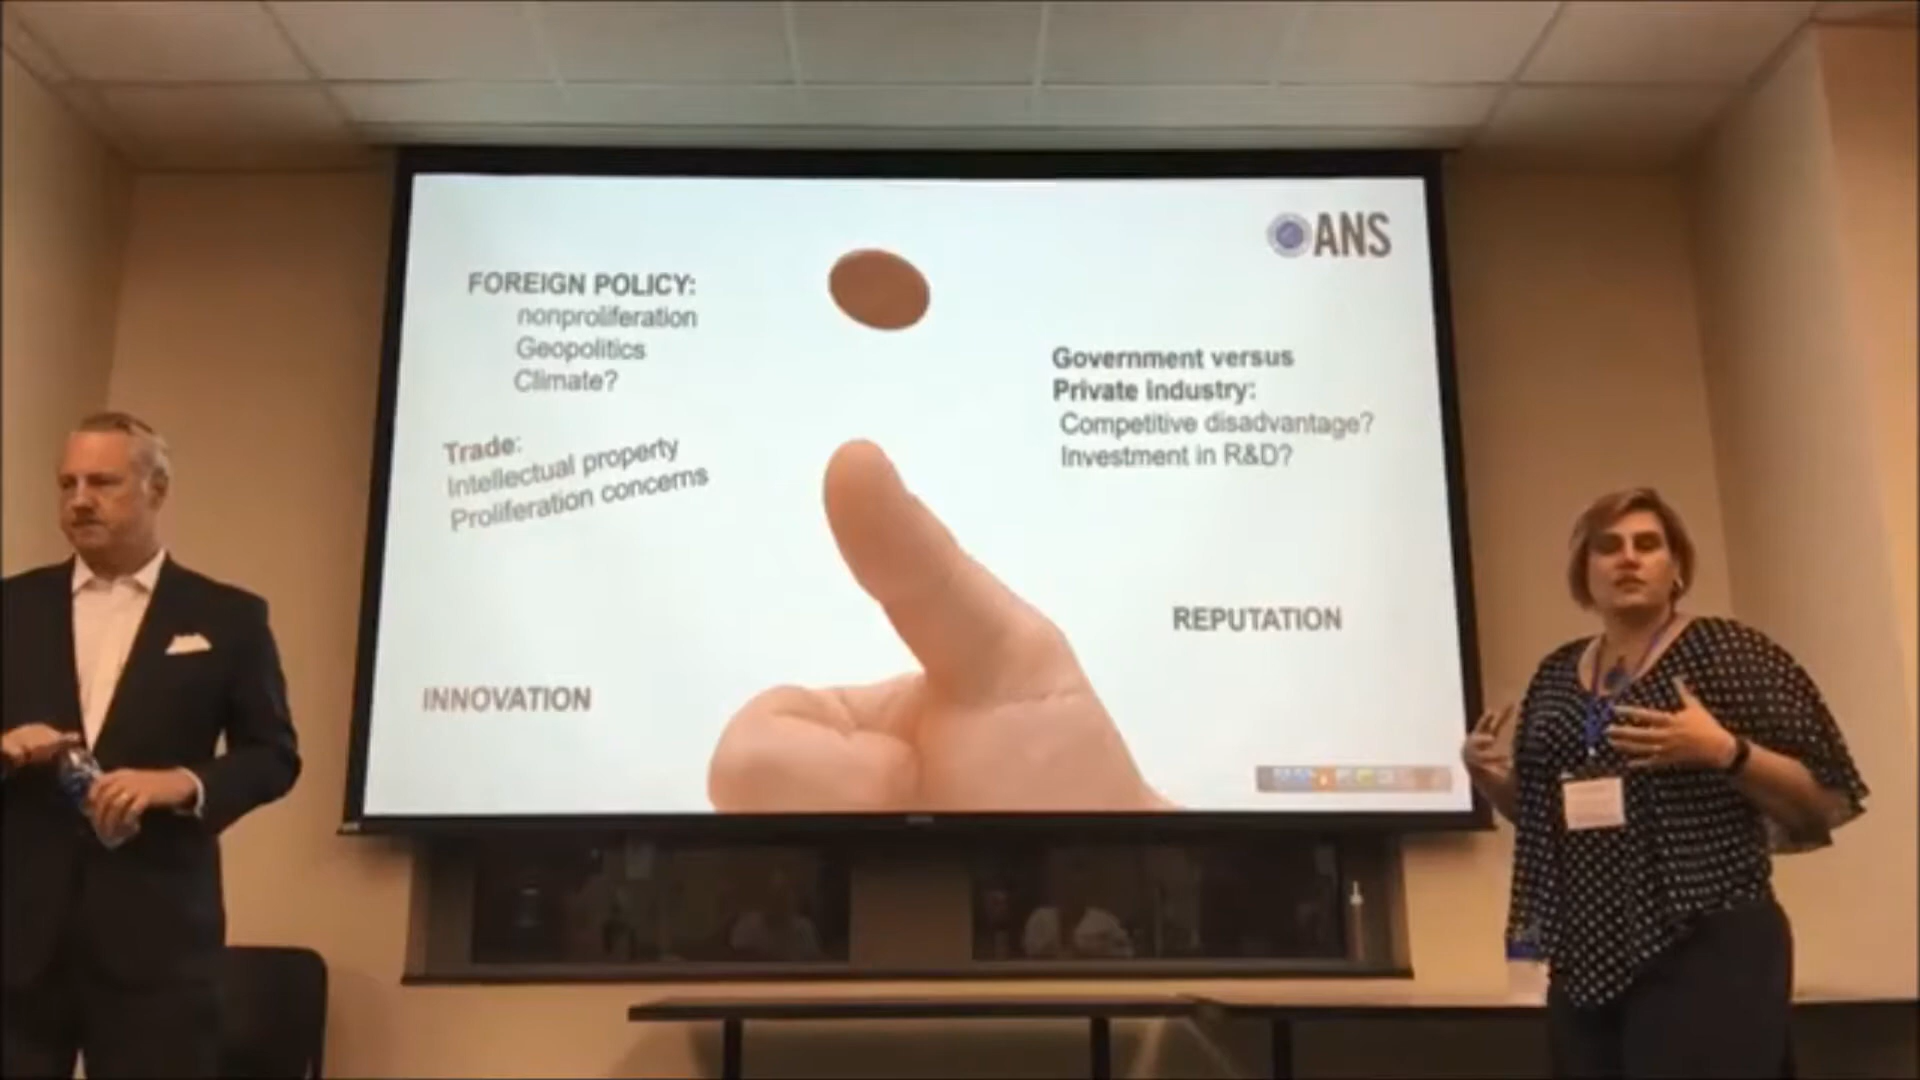 ANS
FOREIGN POLICY:
nonproliferation
Geopolitics
Climate?
Trade:
Intellectual property
Proliferation concerns
INNOVATION
Government versus
Private industry:
Competitive disadvantage?
Investment in R&D?
REPUTATION